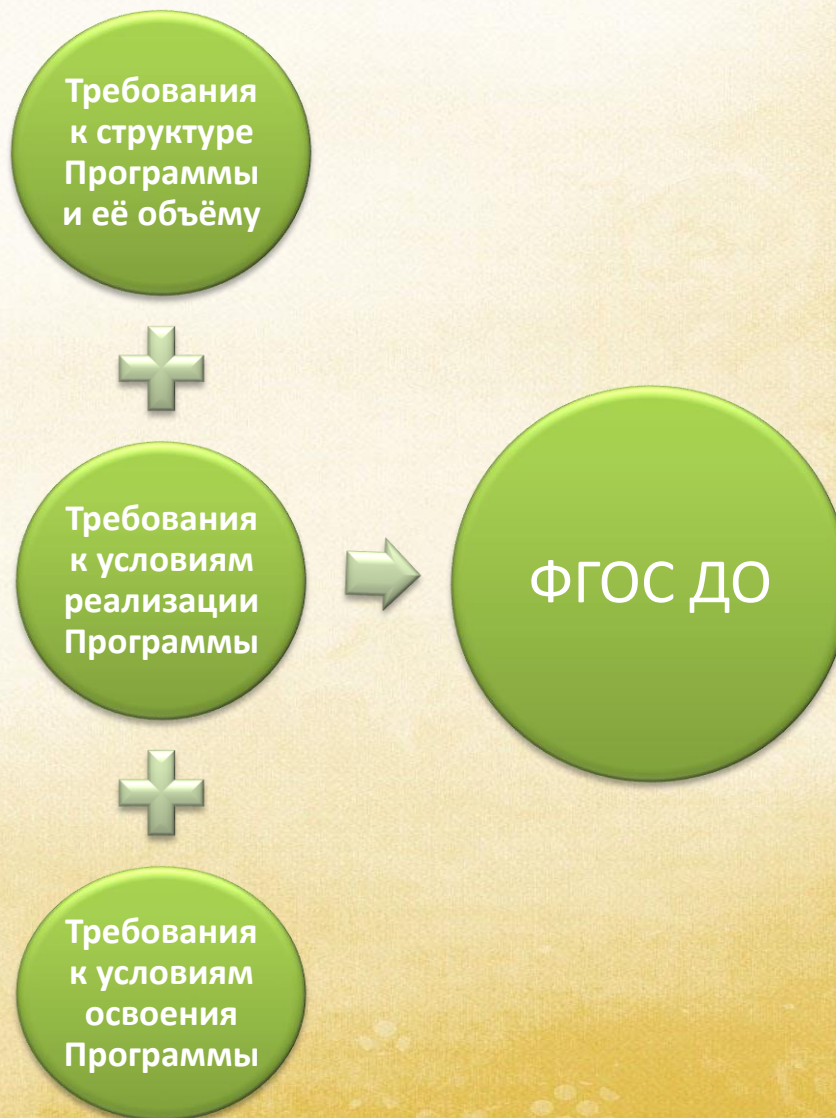 Требования
к структуре
Программы
и её объёму
Требования
к условиям
реализации
Программы
ФГОС ДО
Требования
к условиям
освоения
Программы